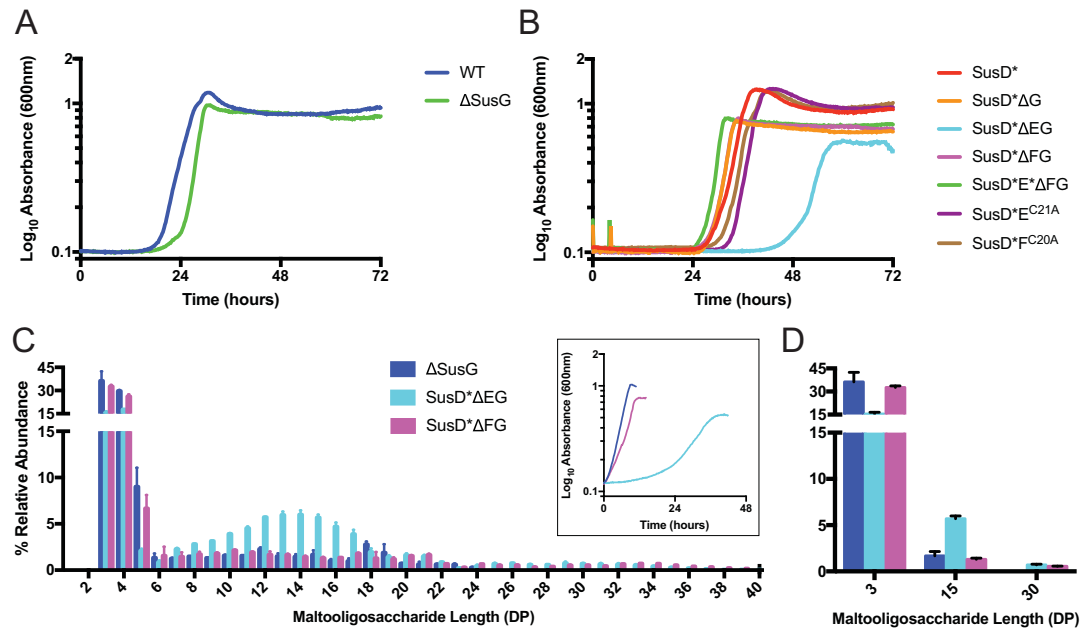 A
Log10 Absorbance (600nm)
2
1
0.1
0
24
48
72
Time (hours)
WT
ΔSusG
B
Log10 Absorbance (600nm)
2
1
0.1
0
24
48
72
Time (hours)
SusD*
SusD*ΔG
SusD*ΔEG
SusD*ΔFG
SusD*E*ΔFG
SusD*E^C21A
SusD*F^C20A
C
% Relative Abundance
45
30
15
15
10
5
0
2 4 6 8 10 12 14 16 18 20 22 24 26 28 30 32 34 36 38 40
Maltooligosaccharide Length (DP)
ΔSusG
SusD*ΔEG
SusD*ΔFG
Log10 Absorbance (600nm)
2
1
0.1
0
24
48
Time (hours)
D
45
30
15
15
10
5
0
3
15
30
Maltooligosaccharide Length (DP)